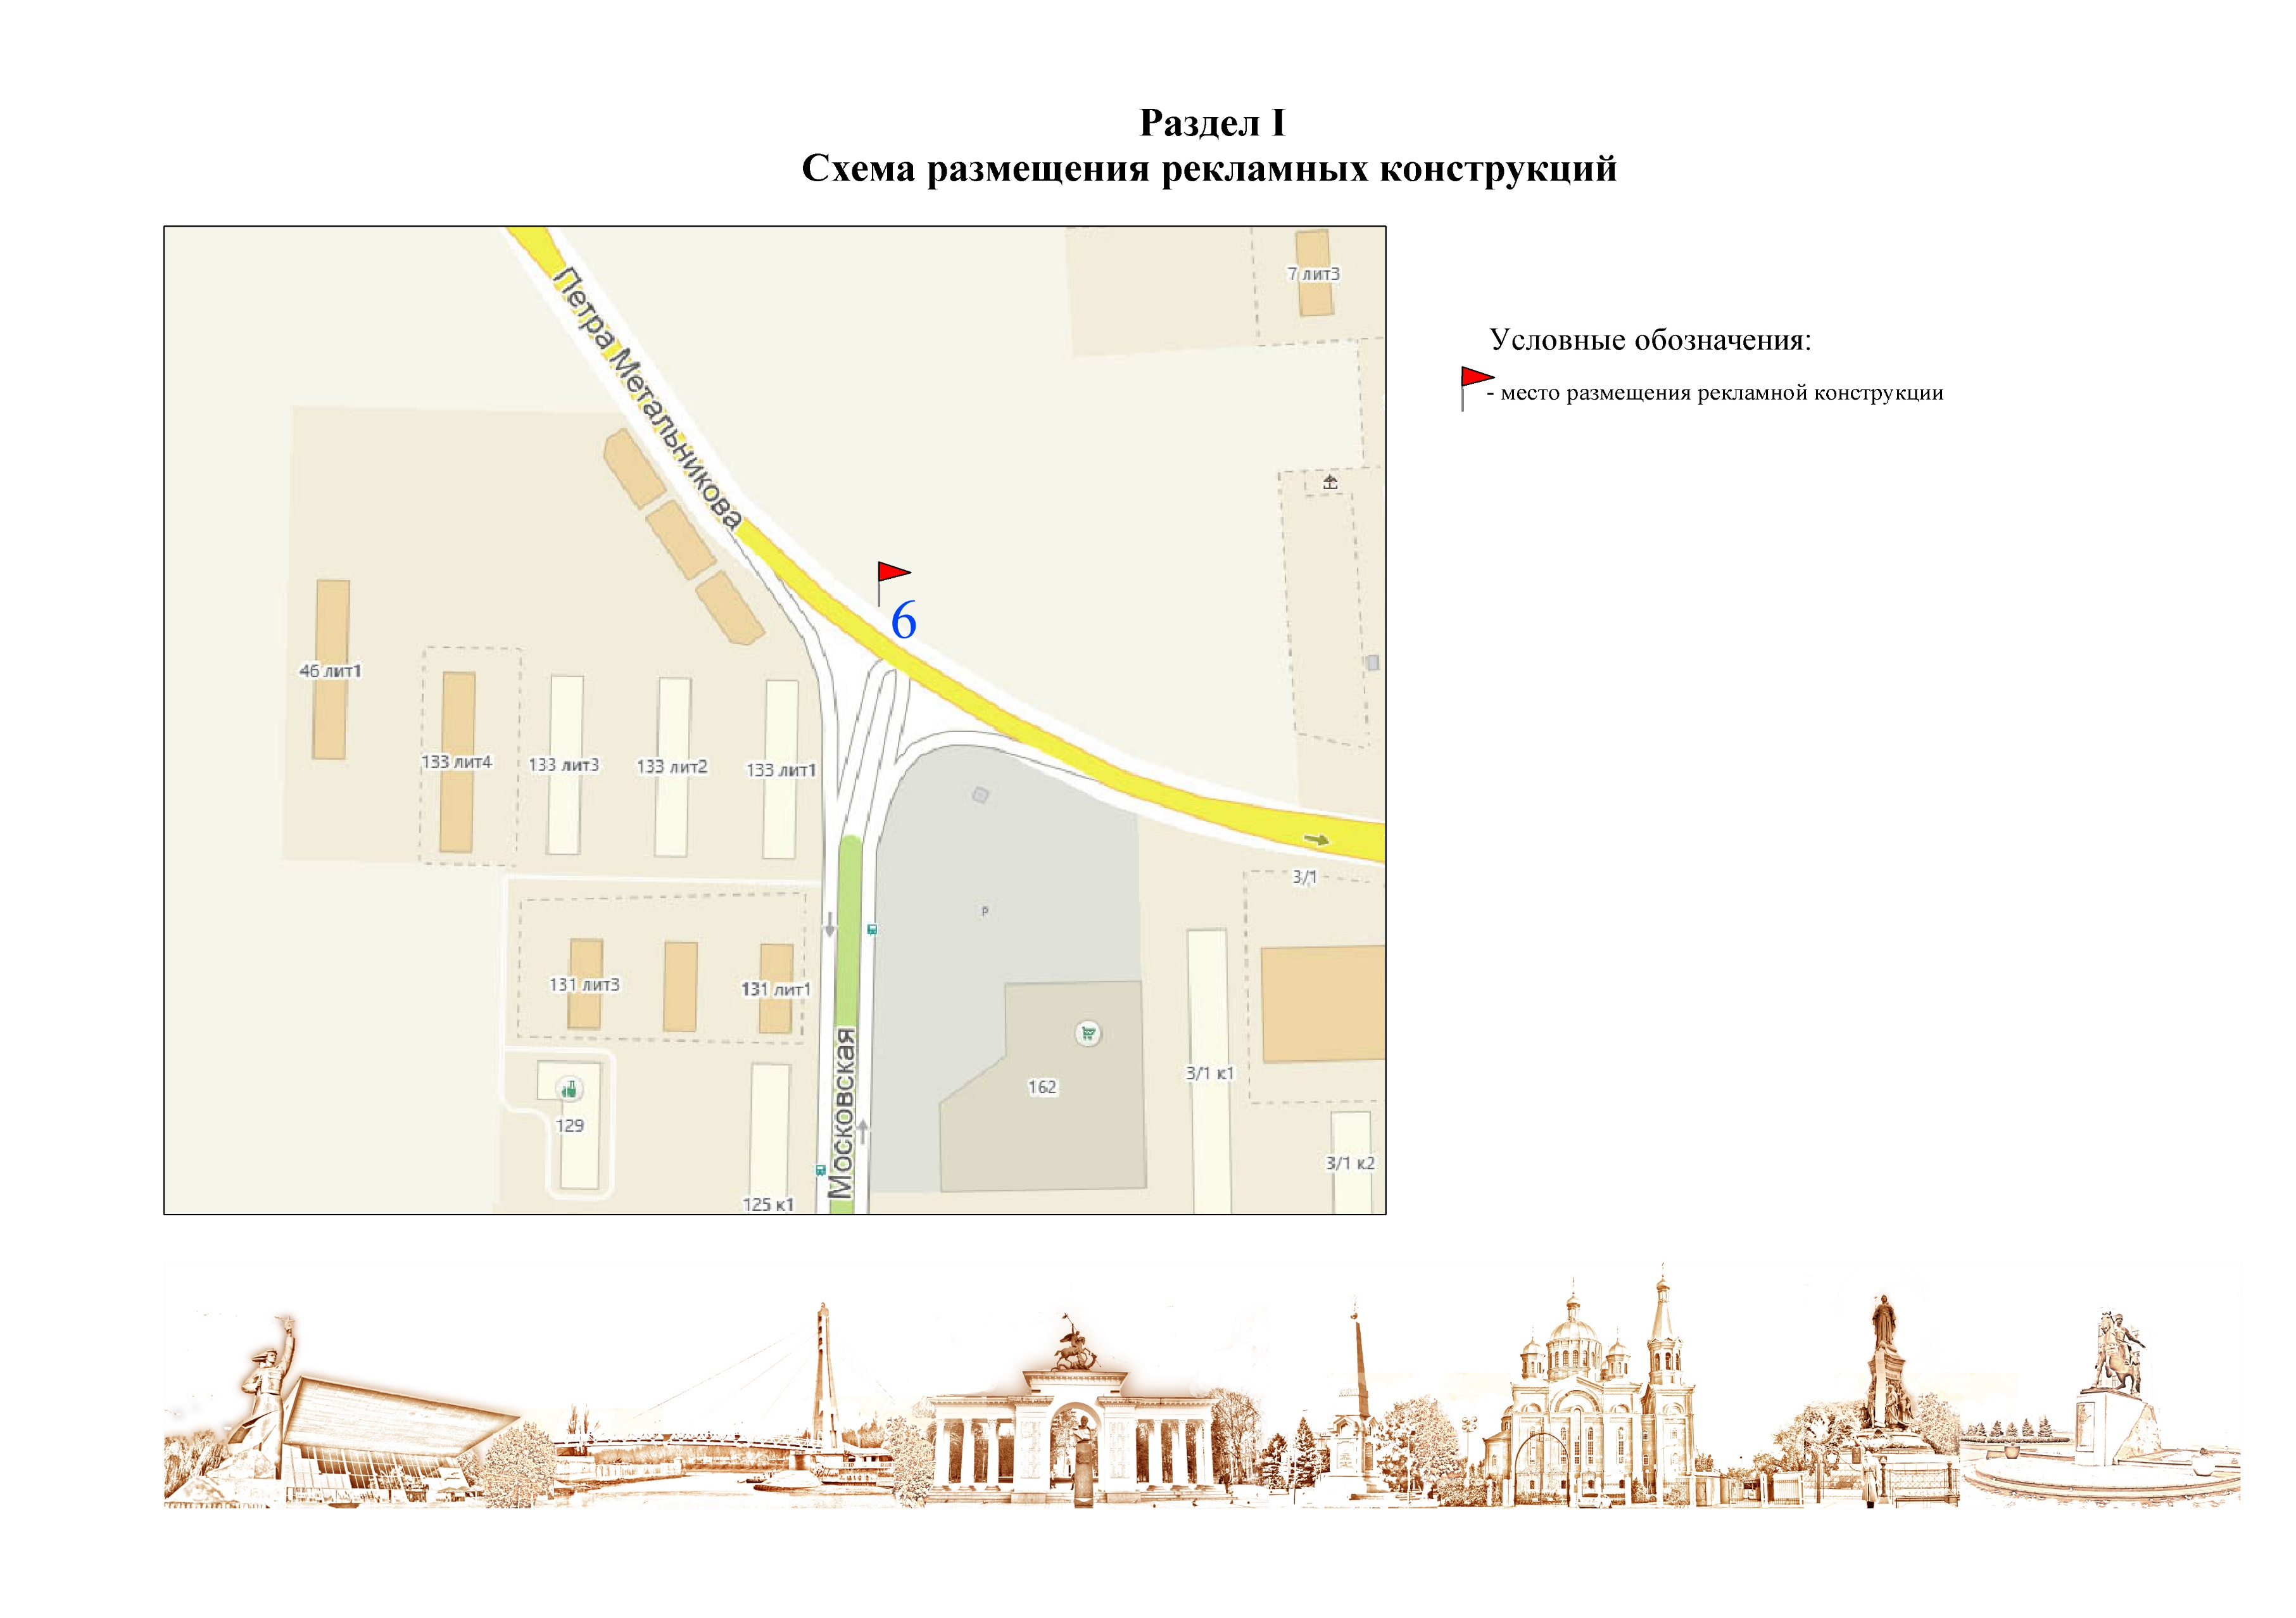 Раздел I
Схема размещения рекламных конструкций
Условные обозначения:
- место размещения рекламной конструкции
Петра Метальникова
7 лит3
6
46 лит1
133 лит4
133 лит3
133 лит2
133 лит1
3/1
P
131 лит3
131 лит1
Московская
162
3/1 к1
129
3/1 к2
125 к1